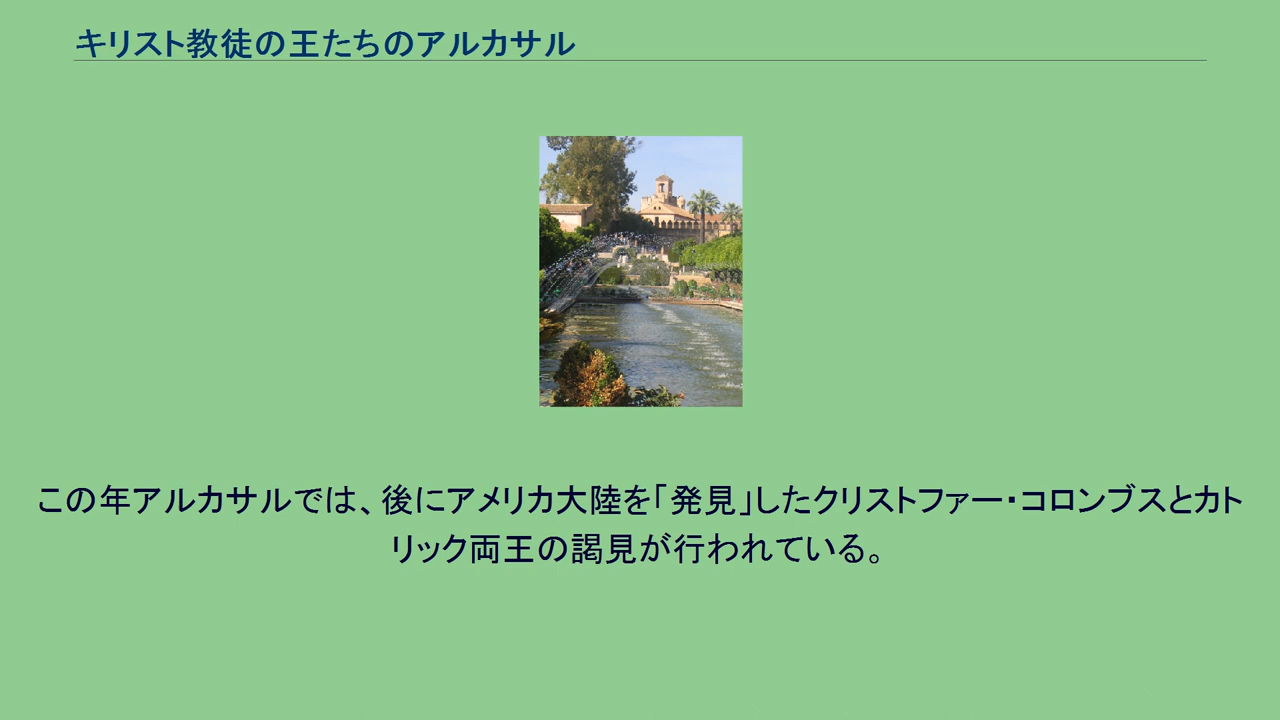 キリスト教徒の王たちのアルカサル
この年アルカサルでは、後にアメリカ大陸を｢発見｣したクリストファー・コロンブスとカト
リック両王の謁見が行われている。